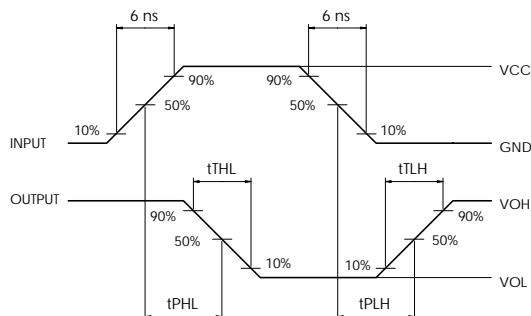 6 ns 6 ns
VCC
90% 90%
50% 50%
10% 10%
INPUT
GND
tTHL tTLH
OUTPUT
VOH
90% 90%
50% 50%
10% 10%
VOL
tPHL tPLH